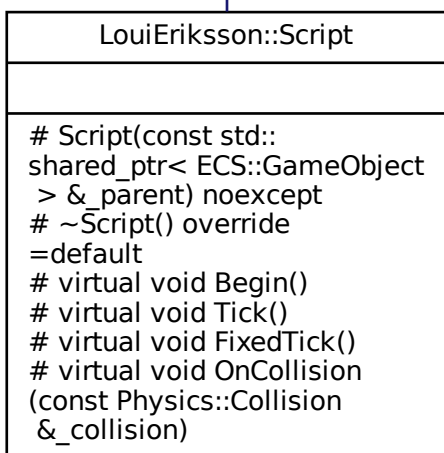 LouiEriksson::Script
# Script(const std::
shared_ptr< ECS::GameObject
 > &_parent) noexcept
# ~Script() override
=default
# virtual void Begin()
# virtual void Tick()
# virtual void FixedTick()
# virtual void OnCollision
(const Physics::Collision
 &_collision)